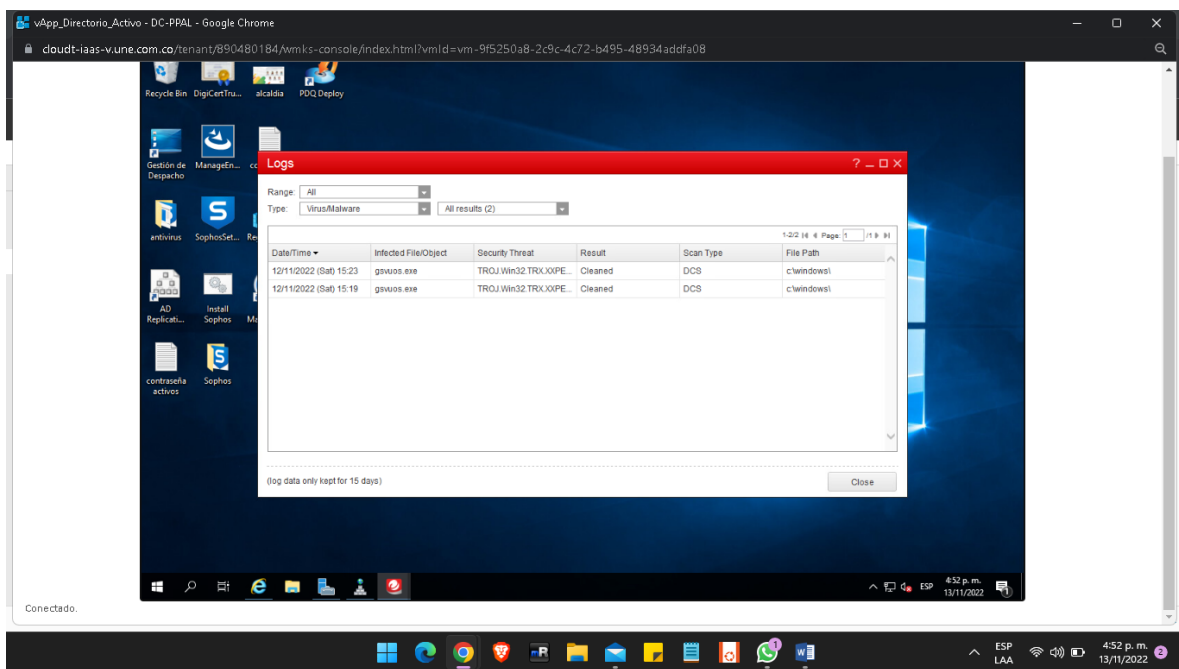 vApp_Directorio_Activo - DC-PPAL - Google Chrome
cloudt-iaas-v.une.com.co/tenant/890480184/wmks-console/index.html?vmId=vm-9f5250a8-2c9c-4c72-b495-48934addfa08
Recycle Bin DigiCertTru... alcaldia PDQ Deploy
Gestión de Despacho ManageEn...
antivirus SophosSet...
AD Replicati... Install Sophos
contraseña activos Sophos
Logs
Range: All
Type: Virus/Malware All results (2)
1-2/2 Page: 1 /1
Date/Time Infected File/Object Security Threat Result Scan Type File Path
12/11/2022 (Sat) 15:23 gsvuos.exe TROJ.Win32.TRX.XXPE... Cleaned DCS c:\windows\
12/11/2022 (Sat) 15:19 gsvuos.exe TROJ.Win32.TRX.XXPE... Cleaned DCS c:\windows\
(log data only kept for 15 days) Close
ESP 4:52 p. m.
13/11/2022
Conectado.
ESP 4:52 p. m.
LAA 13/11/2022 2